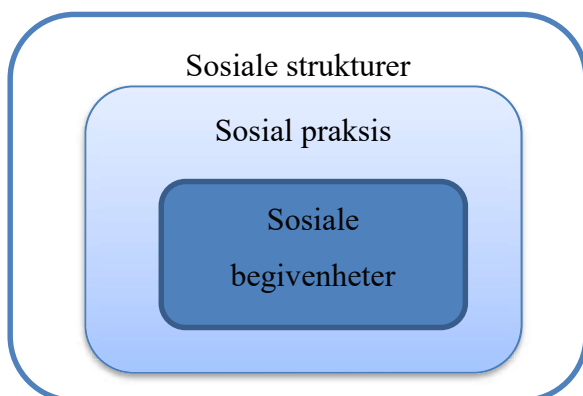 Sosiale strukturer
Sosial praksis
Sosiale
begivenheter